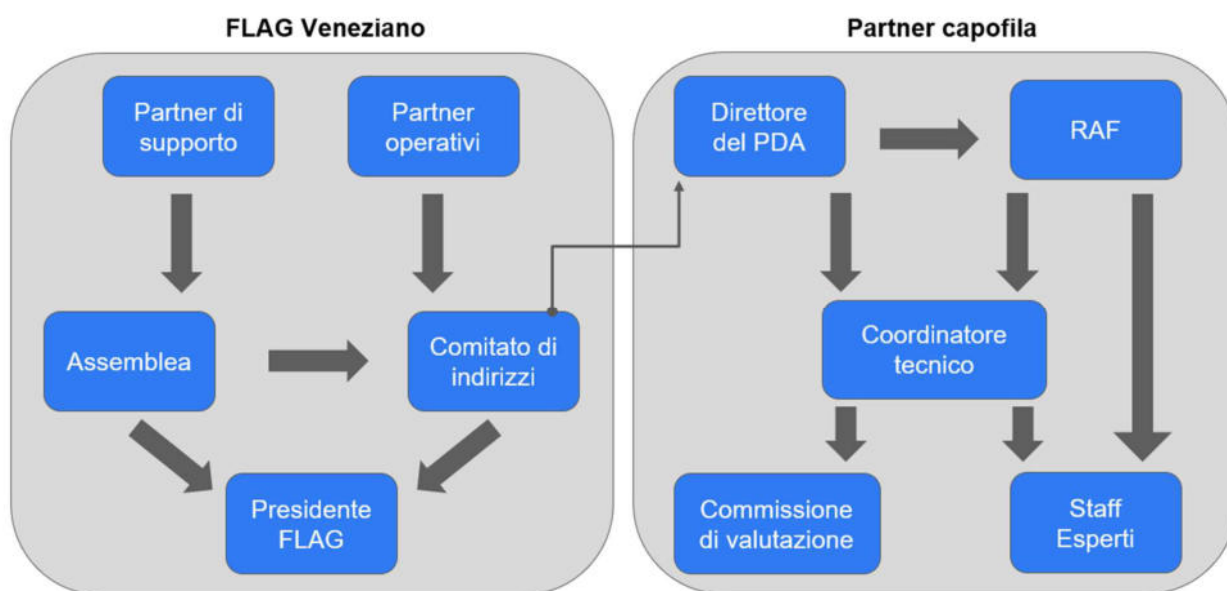 FLAG Veneziano
Partner di
supporto
Partner
operativi
Assemblea
Comitato di
indirizzi
Presidente
FLAG
Partner capofila
Direttore
del PDA
RAF
Coordinatore
tecnico
Commissione
di valutazione
Staff
Esperti